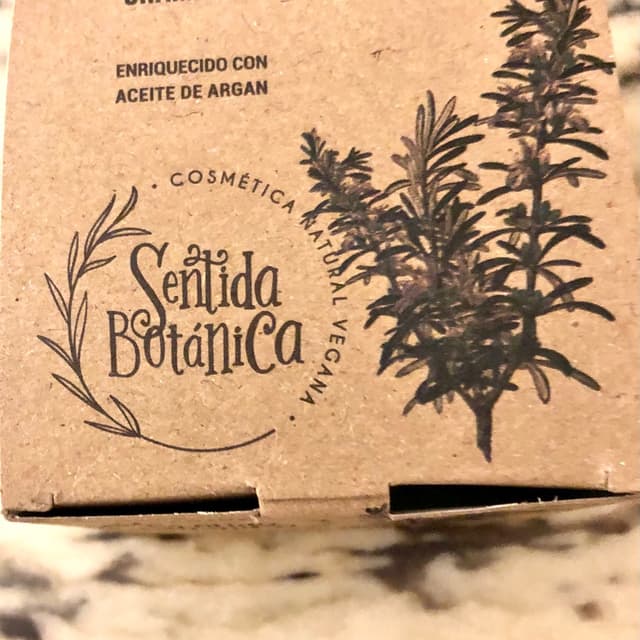 ENRIQUECIDO CON
ACEITE DE ARGAN
· COSMÉTICA NATURAL VEGANA ·
Sentida
Botánica